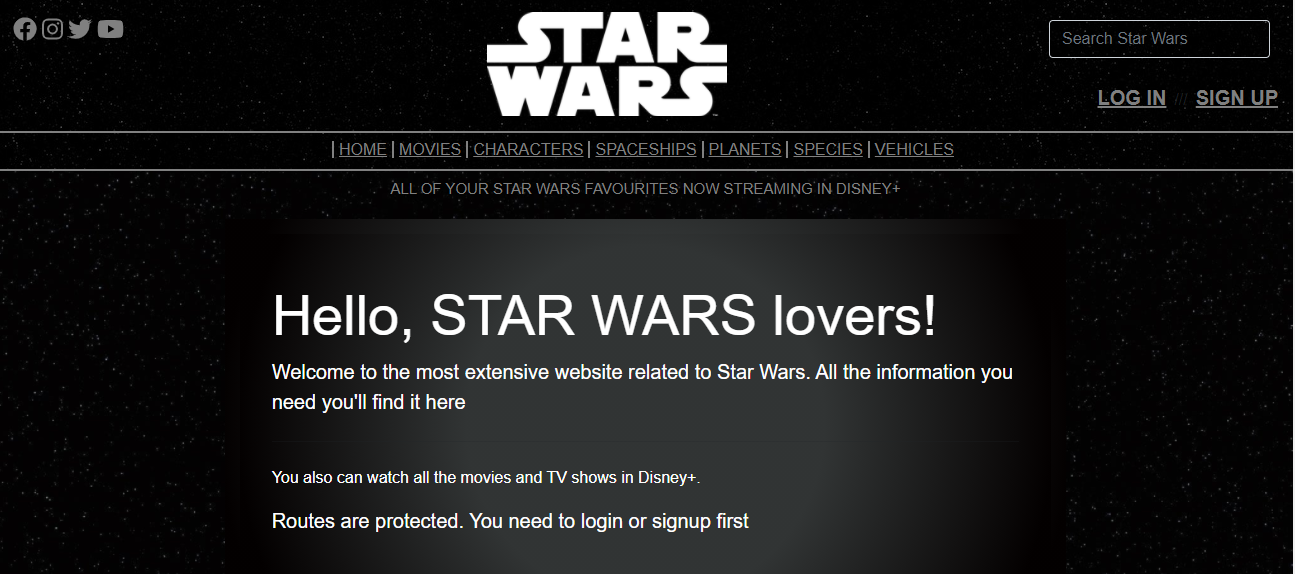 STAR
WARS
Search Star Wars
LOG IN /// SIGN UP
| HOME | MOVIES | CHARACTERS | SPACESHIPS | PLANETS | SPECIES | VEHICLES
ALL OF YOUR STAR WARS FAVOURITES NOW STREAMING IN DISNEY+
Hello, STAR WARS lovers!
Welcome to the most extensive website related to Star Wars. All the information you
need you'll find it here
You also can watch all the movies and TV shows in Disney+.
Routes are protected. You need to login or signup first